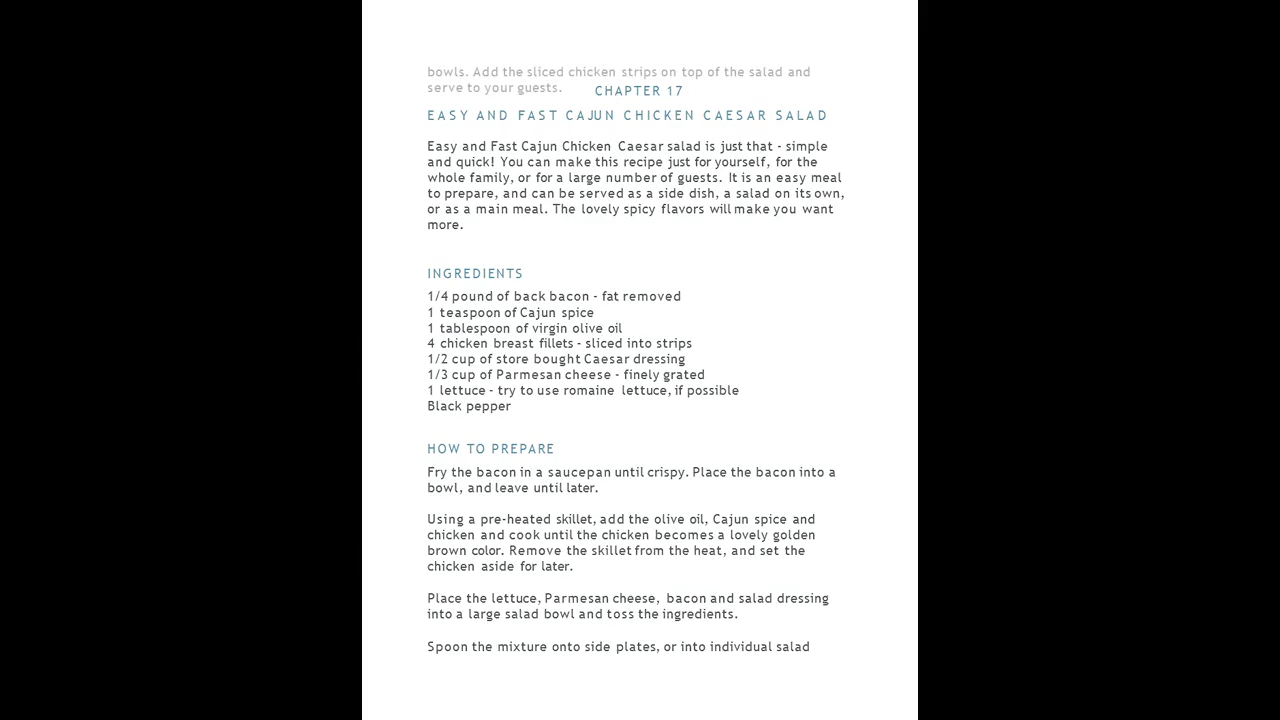 bowls. Add the sliced chicken strips on top of the salad and
serve to your guests.
CHAPTER 17
EASY AND FAST CAJUN CHICKEN CAESAR SALAD
Easy and Fast Cajun Chicken Caesar salad is just that - simple
and quick! You can make this recipe just for yourself, for the
whole family, or for a large number of guests. It is an easy meal
to prepare, and can be served as a side dish, a salad on its own,
or as a main meal. The lovely spicy flavors will make you want
more.
INGREDIENTS
1/4 pound of back bacon - fat removed
1 teaspoon of Cajun spice
1 tablespoon of virgin olive oil
4 chicken breast fillets - sliced into strips
1/2 cup of store bought Caesar dressing
1/3 cup of Parmesan cheese - finely grated
1 lettuce - try to use romaine lettuce, if possible
Black pepper
HOW TO PREPARE
Fry the bacon in a saucepan until crispy. Place the bacon into a
bowl, and leave until later.
Using a pre-heated skillet, add the olive oil, Cajun spice and
chicken and cook until the chicken becomes a lovely golden
brown color. Remove the skillet from the heat, and set the
chicken aside for later.
Place the lettuce, Parmesan cheese, bacon and salad dressing
into a large salad bowl and toss the ingredients.
Spoon the mixture onto side plates, or into individual salad